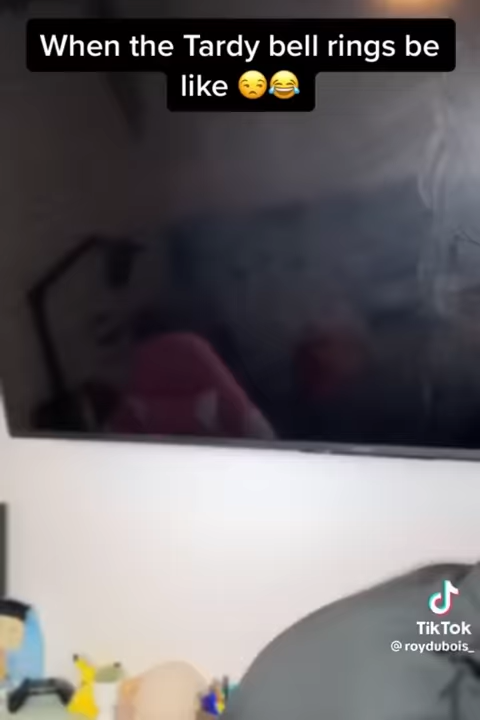 When the Tardy bell rings be
like 😒😂
TikTok
@roydubois_